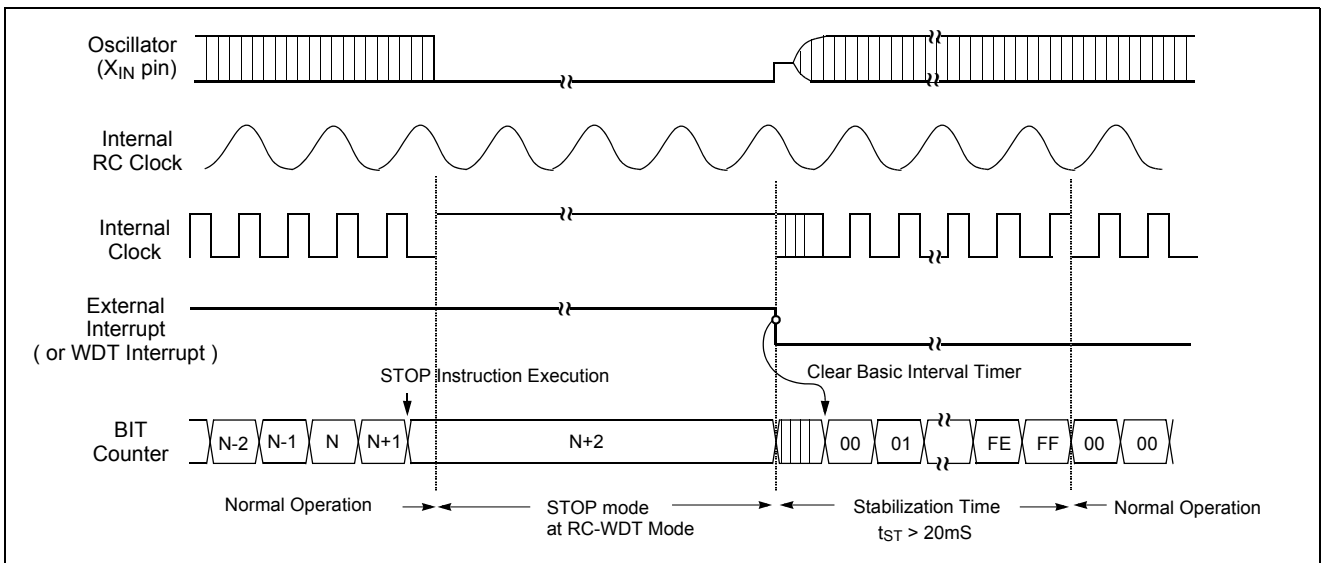 Oscillator
(XIN pin)
Internal
RC Clock
Internal
Clock
External
Interrupt
( or WDT Interrupt )
STOP Instruction Execution
Clear Basic Interval Timer
BIT
Counter
N-2 N-1 N N+1 N+2 00 01 FE FF 00 00
Normal Operation STOP mode Stabilization Time Normal Operation
at RC-WDT Mode tST > 20mS